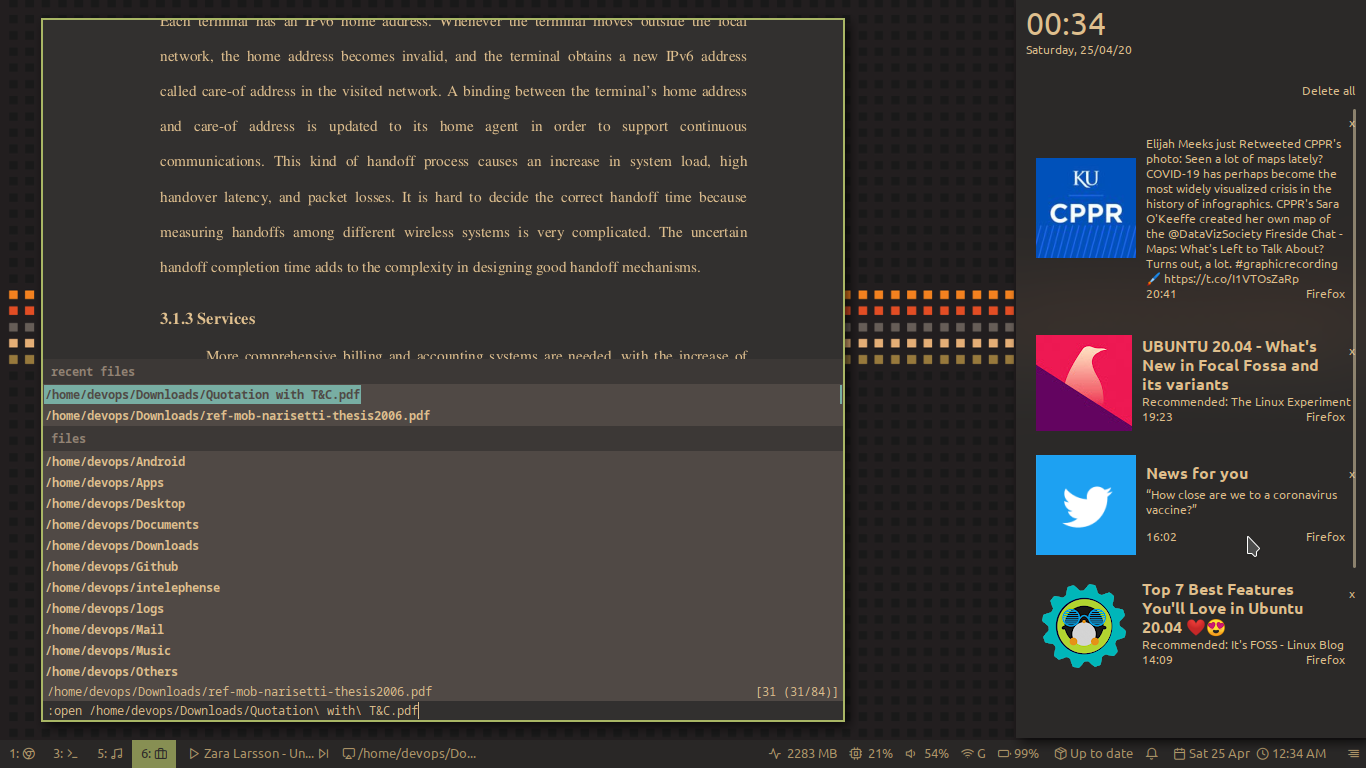 Each terminal has an IPv6 home address. Whenever the terminal moves outside the local
network, the home address becomes invalid, and the terminal obtains a new IPv6 address
called care-of address in the visited network. A binding between the terminal's home address
and care-of address is updated to its home agent in order to support continuous
communications. This kind of handoff process causes an increase in system load, high
handover latency, and packet losses. It is hard to decide the correct handoff time because
measuring handoffs among different wireless systems is very complicated. The uncertain
handoff completion time adds to the complexity in designing good handoff mechanisms.
3.1.3 Services
More comprehensive billing and accounting systems are needed, with the increase of
recent files
/home/devops/Downloads/Quotation with T&C.pdf
/home/devops/Downloads/ref-mob-narisetti-thesis2006.pdf
files
/home/devops/Android
/home/devops/Apps
/home/devops/Desktop
/home/devops/Documents
/home/devops/Downloads
/home/devops/Github
/home/devops/intelephense
/home/devops/logs
/home/devops/Mail
/home/devops/Music
/home/devops/Others
/home/devops/Downloads/ref-mob-narisetti-thesis2006.pdf [31 (31/84)]
:open /home/devops/Downloads/Quotation\ with\ T&C.pdf
00:34
Saturday, 25/04/20
Delete all
x
KU
CPPR
Elijah Meeks just Retweeted CPPR's
photo: Seen a lot of maps lately?
COVID-19 has perhaps become the
most widely visualized crisis in the
history of infographics. CPPR's Sara
O'Keeffe created her own map of
the @DataVizSociety Fireside Chat -
Maps: What's Left to Talk About?
Turns out, a lot. #graphicrecording
🖌️ https://t.co/I1VTOsZaRp
20:41 Firefox
UBUNTU 20.04 - What's x
New in Focal Fossa and
its variants
Recommended: The Linux Experiment
19:23 Firefox
News for you x
“How close are we to a coronavirus
vaccine?”
16:02 Firefox
Top 7 Best Features x
You'll Love in Ubuntu
20.04 ❤️😍
Recommended: It's FOSS - Linux Blog
14:09 Firefox
1: 3: 5: 6: Zara Larsson - Un... /home/devops/Do... 2283 MB 21% 54% G 99% Up to date Sat 25 Apr 12:34 AM